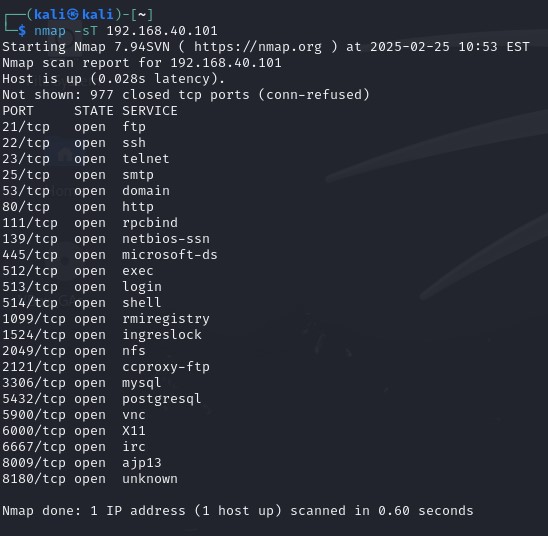 ┌──(kali㉿kali)-[~]
└─$ nmap -sT 192.168.40.101
Starting Nmap 7.94SVN ( https://nmap.org ) at 2025-02-25 10:53 EST
Nmap scan report for 192.168.40.101
Host is up (0.028s latency).
Not shown: 977 closed tcp ports (conn-refused)
PORT     STATE SERVICE
21/tcp   open  ftp
22/tcp   open  ssh
23/tcp   open  telnet
25/tcp   open  smtp
53/tcp   open  domain
80/tcp   open  http
111/tcp  open  rpcbind
139/tcp  open  netbios-ssn
445/tcp  open  microsoft-ds
512/tcp  open  exec
513/tcp  open  login
514/tcp  open  shell
1099/tcp open  rmiregistry
1524/tcp open  ingreslock
2049/tcp open  nfs
2121/tcp open  ccproxy-ftp
3306/tcp open  mysql
5432/tcp open  postgresql
5900/tcp open  vnc
6000/tcp open  X11
6667/tcp open  irc
8009/tcp open  ajp13
8180/tcp open  unknown
Nmap done: 1 IP address (1 host up) scanned in 0.60 seconds